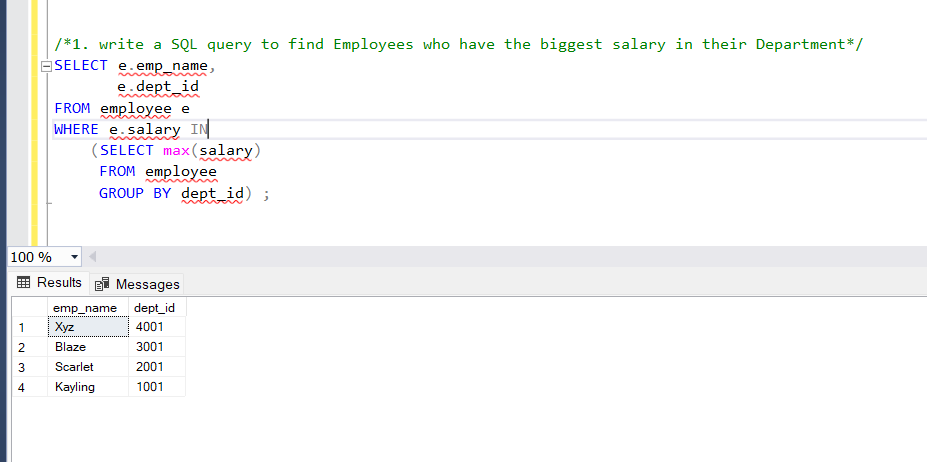 /*1. write a SQL query to find Employees who have the biggest salary in their Department*/
SELECT e.emp_name,
e.dept_id
FROM employee e
WHERE e.salary IN
(SELECT max(salary)
FROM employee
GROUP BY dept_id) ;
100 %
Results Messages
emp_name dept_id
1 Xyz 4001
2 Blaze 3001
3 Scarlet 2001
4 Kayling 1001